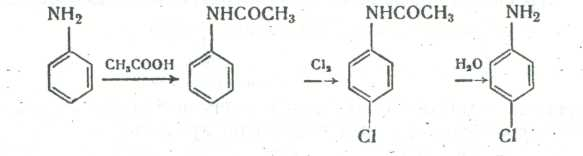 NH₂ NHCOCH₃ NHCOCH₃ NH₂
CH₃COOH Cl₂ H₂O
Cl Cl